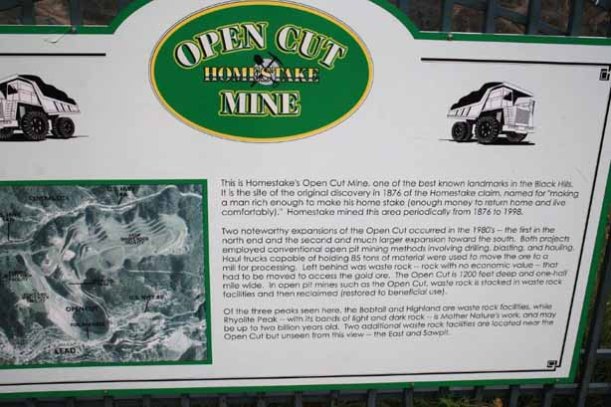 OPEN CUT
HOMESTAKE
MINE
This is Homestake's Open Cut Mine, one of the best known landmarks in the Black Hills.
It is the site of the original discovery in 1876 of the Homestake claim, named for "making
a man rich enough to make his home stake (enough money to return home and live
comfortably)." Homestake mined this area periodically from 1876 to 1998.
Two noteworthy expansions of the Open Cut occurred in the 1980's -- the first in the
north end and the second and much larger expansion toward the south. Both projects
employed conventional open pit mining methods involving drilling, blasting, and hauling.
Haul trucks capable of holding 85 tons of material were used to move the ore to a
mill for processing. Left behind was waste rock -- rock with no economic value -- that
had to be moved to access the gold ore. The Open Cut is 1200 feet deep and one-half
mile wide. In open pit mines such as the Open Cut, waste rock is stacked in waste rock
facilities and then reclaimed (restored to beneficial use).
Of the three peaks seen here, the Bobtail and Highland are waste rock facilities, while
Rhyolite Peak -- with its bands of light and dark rock -- is Mother Nature's work, and may
be up to two billion years old. Two additional waste rock facilities are located near the
Open Cut but unseen from this view -- the East and Sawpit.
OPEN CUT
LEAD